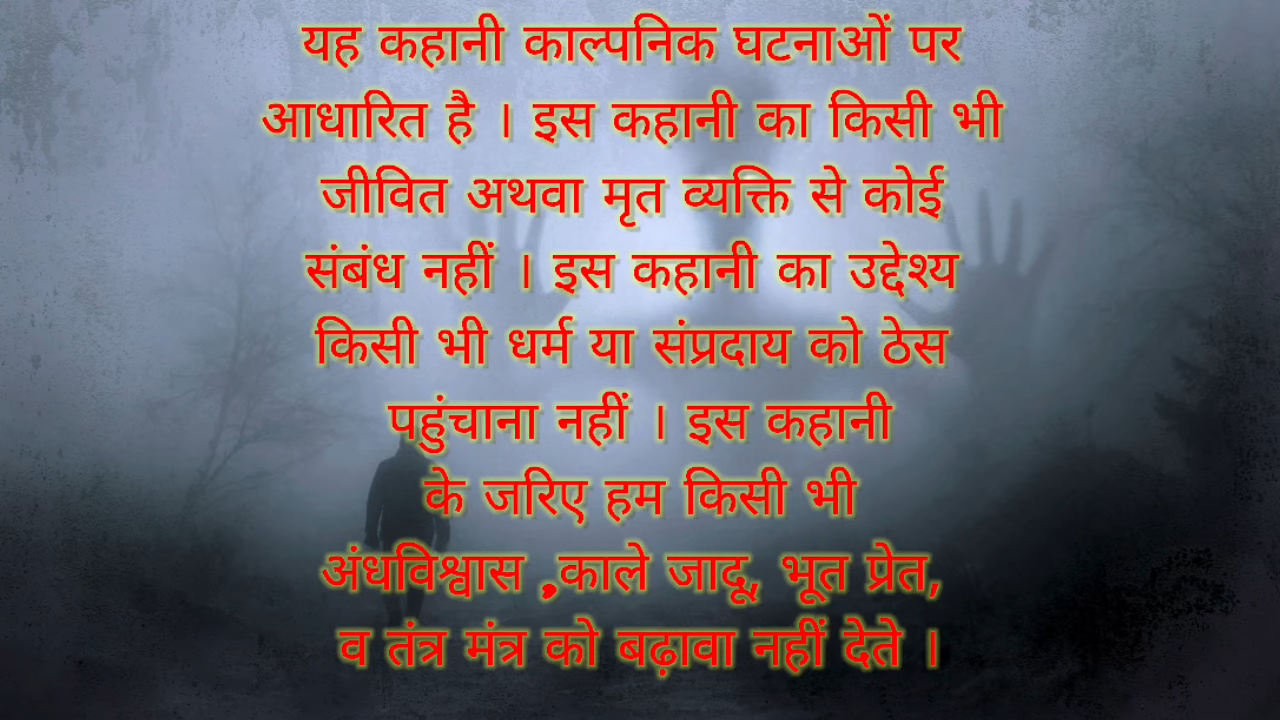 यह कहानी काल्पनिक घटनाओं पर
आधारित है । इस कहानी का किसी भी
जीवित अथवा मृत व्यक्ति से कोई
संबंध नहीं । इस कहानी का उद्देश्य
किसी भी धर्म या संप्रदाय को ठेस
पहुंचाना नहीं । इस कहानी
के जरिए हम किसी भी
अंधविश्वास ,काले जादू, भूत प्रेत,
व तंत्र मंत्र को बढ़ावा नहीं देते ।